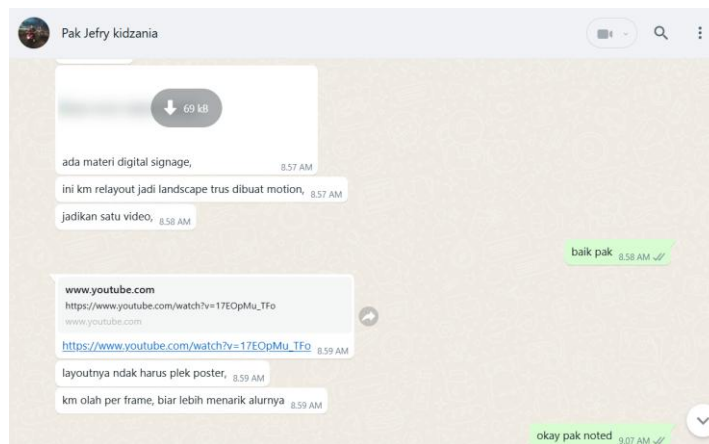 Pak Jefry kidzania
69 kB
ada materi digital signage,
8.57 AM
ini km relayout jadi landscape trus dibuat motion, 8.57 AM
jadikan satu video, 8.58 AM
baik pak 8.58 AM
www.youtube.com
https://www.youtube.com/watch?v=17EOpMu_TFo
www.youtube.com
https://www.youtube.com/watch?v=17EOpMu_TFo 8.59 AM
layoutnya ndak harus plek poster, 8.59 AM
km olah per frame, biar lebih menarik alurnya 8.59 AM
okay pak noted 9.07 AM